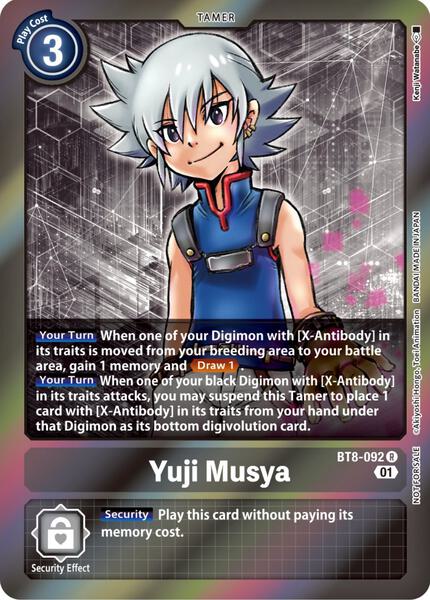 TAMER
Play Cost
3
Kenji Watanabe
Your Turn When one of your Digimon with [X-Antibody] in
its traits is moved from your breeding area to your battle
area, gain 1 memory and Draw 1.
Your Turn When one of your black Digimon with [X-Antibody]
in its traits attacks, you may suspend this Tamer to place 1
card with [X-Antibody] in its traits from your hand under
that Digimon as its bottom digivolution card.
Yuji Musya
BT8-092 R
01
Security Play this card without paying its
memory cost.
Security Effect
NOT FOR SALE ©Akiyoshi Hongo, Toei Animation BANDAI MADE IN JAPAN